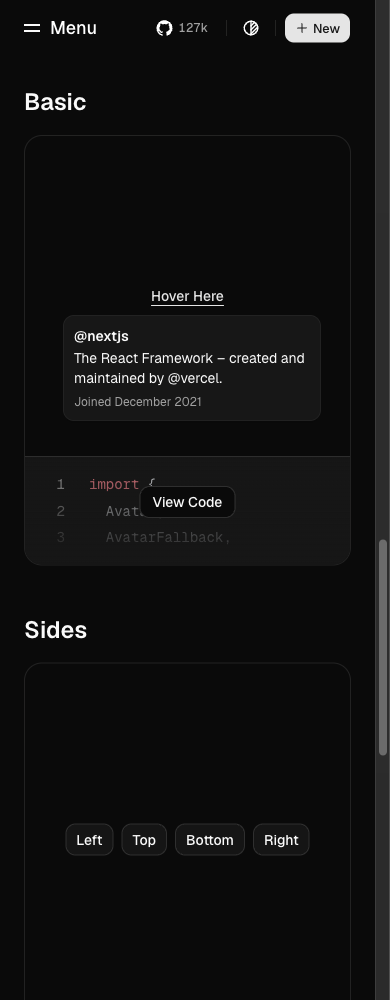 Menu
127k
New
Basic
Hover Here
@nextjs
The React Framework – created and
maintained by @vercel.
Joined December 2021
1 import {
View Code
2 Avat
3 AvatarFallback,
Sides
Left Top Bottom Right